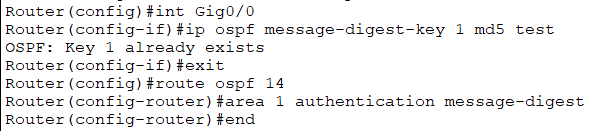 Router(config)#int Gig0/0
Router(config-if)#ip ospf message-digest-key 1 md5 test
OSPF: Key 1 already exists
Router(config-if)#exit
Router(config)#route ospf 14
Router(config-router)#area 1 authentication message-digest
Router(config-router)#end